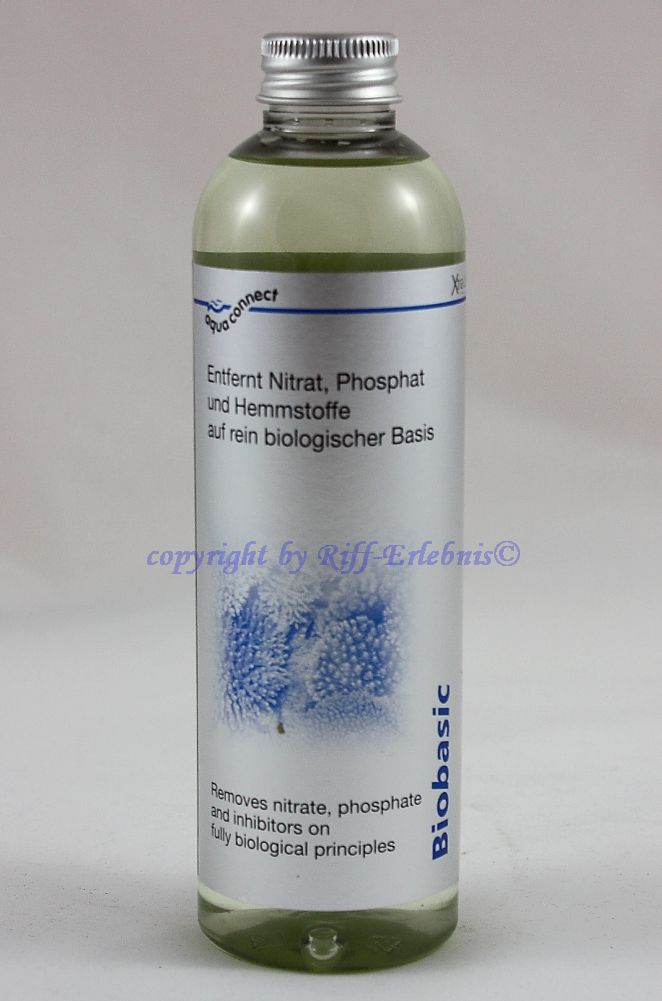 aqua connect
Entfernt Nitrat, Phosphat
und Hemmstoffe
auf rein biologischer Basis
copyright by Riff-Erlebnis©
Biobasic
Removes nitrate, phosphate
and inhibitors on
fully biological principles